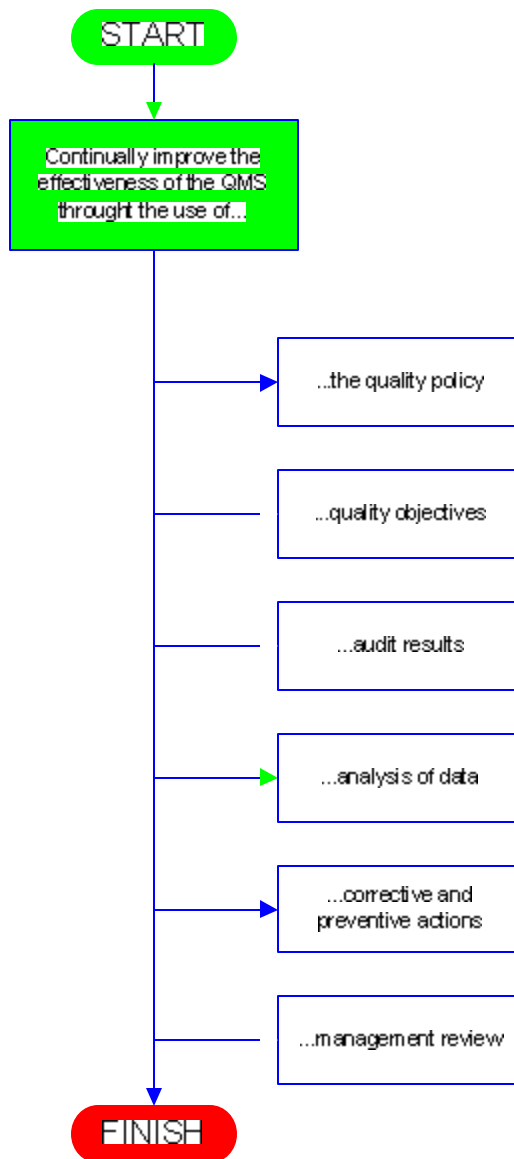 START
Continually improve the
effectiveness of the QMS
throught the use of...
...the quality policy
...quality objectives
...audit results
...analysis of data
...corrective and
preventive actions
...management review
FINISH